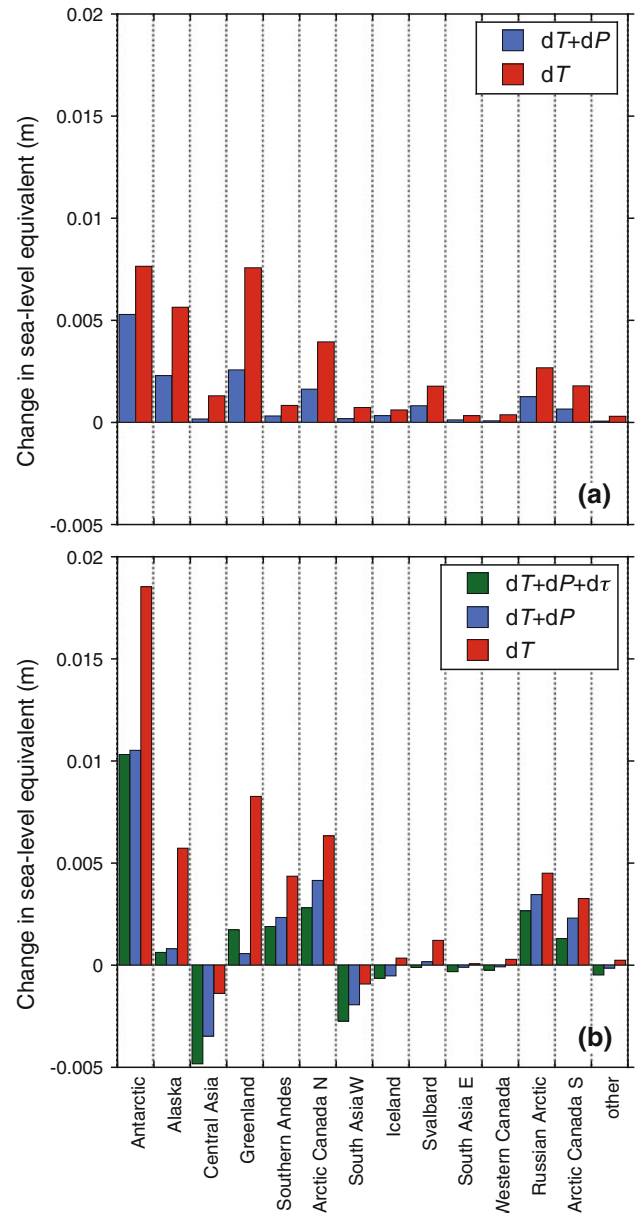 0.02
dT+dP
dT
0.015
0.01
0.005
0
-0.005
Change in sea-level equivalent (m)
(a)
0.02
dT+dP+dτ
dT+dP
dT
0.015
0.01
0.005
0
-0.005
Change in sea-level equivalent (m)
(b)
Antarctic
Alaska
Central Asia
Greenland
Southern Andes
Arctic Canada N
South AsiaW
Iceland
Svalbard
South Asia E
Western Canada
Russian Arctic
Arctic Canada S
other